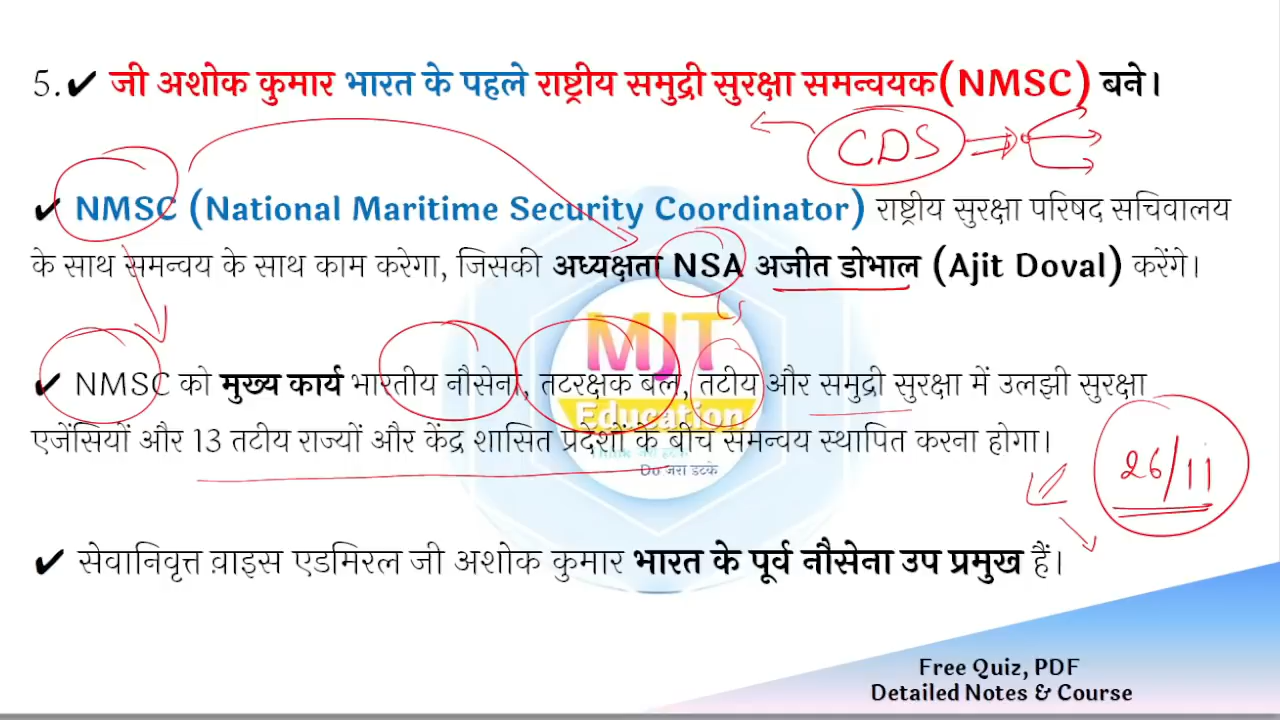 5.✔ जी अशोक कुमार भारत के पहले राष्ट्रीय समुद्री सुरक्षा समन्वयक(NMSC) बने।
CDS
✔ NMSC (National Maritime Security Coordinator) राष्ट्रीय सुरक्षा परिषद सचिवालय
के साथ समन्वय के साथ काम करेगा, जिसकी अध्यक्षता NSA अजीत डोभाल (Ajit Doval) करेंगे।
MJT
✔ NMSC को मुख्य कार्य भारतीय नौसेना, तटरक्षक बल, तटीय और समुद्री सुरक्षा में उलझी सुरक्षा
Education
एजेंसियों और 13 तटीय राज्यों और केंद्र शासित प्रदेशों के बीच समन्वय स्थापित करना होगा।
Do जरा डटके
26/11
✔ सेवानिवृत्त वाइस एडमिरल जी अशोक कुमार भारत के पूर्व नौसेना उप प्रमुख हैं।
Free Quiz, PDF
Detailed Notes & Course